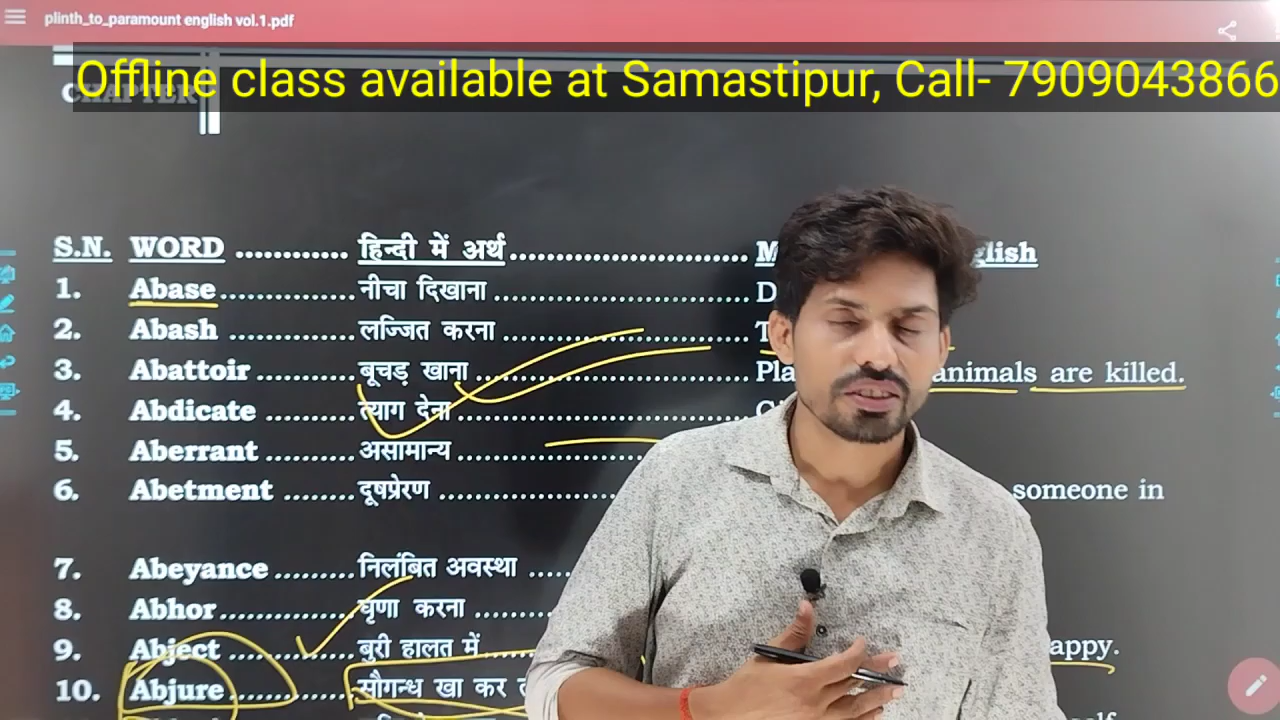 plinth_to_paramount english vol.1.pdf
Offline class available at Samastipur, Call- 7909043866
CHAPTER
S.N. WORD ............ हिन्दी में अर्थ .............................. glish
1. Abase .................. नीचा दिखाना ................................ D
2. Abash ................. लज्जित करना ................................ T
3. Abattoir ............. बूचड़ खाना .................................. Pla animals are killed.
4. Abdicate ............ त्याग देना ....................................
5. Aberrant ............ असामान्य .........................
6. Abetment ........ दूषप्रेरण ......................... someone in
7. Abeyance ......... निलंबित अवस्था .....
8. Abhor .................. घृणा करना ...........
9. Abject ................ बुरी हालत में ........ appy.
10. Abjure ................ सौगन्ध खा कर